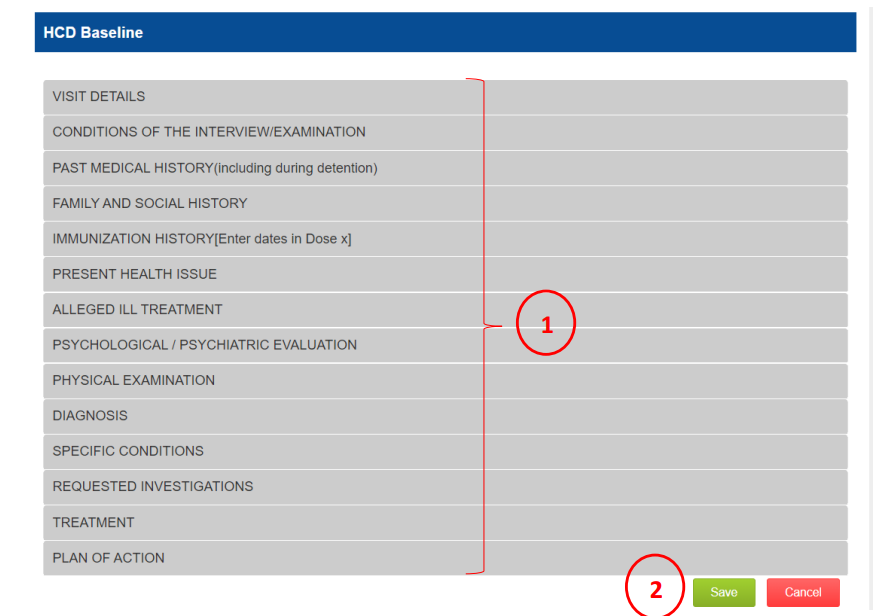 HCD Baseline
VISIT DETAILS
CONDITIONS OF THE INTERVIEW/EXAMINATION
PAST MEDICAL HISTORY(including during detention)
FAMILY AND SOCIAL HISTORY
IMMUNIZATION HISTORY[Enter dates in Dose x]
PRESENT HEALTH ISSUE
ALLEGED ILL TREATMENT
1
PSYCHOLOGICAL / PSYCHIATRIC EVALUATION
PHYSICAL EXAMINATION
DIAGNOSIS
SPECIFIC CONDITIONS
REQUESTED INVESTIGATIONS
TREATMENT
PLAN OF ACTION
2 Save Cancel